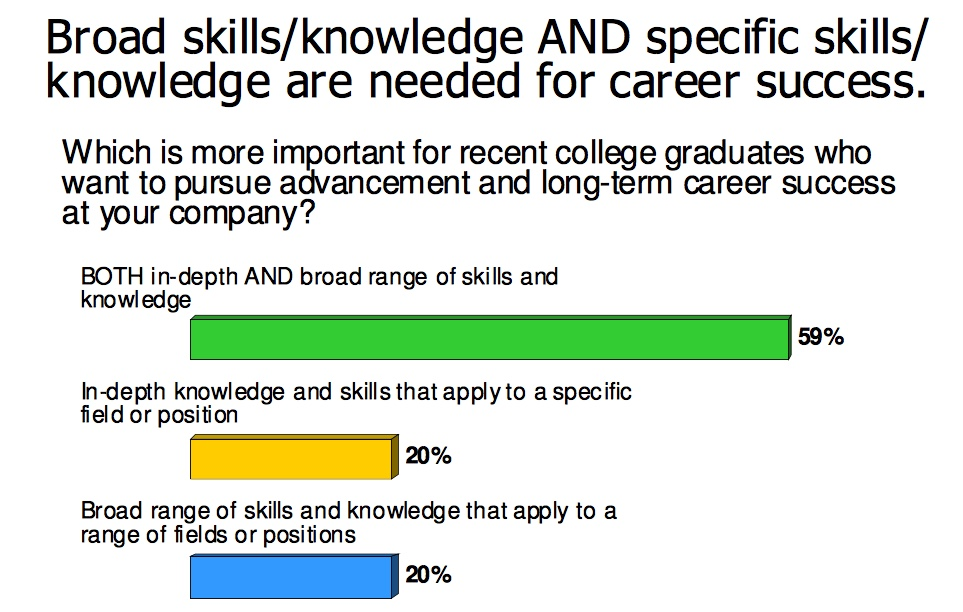 Broad skills/knowledge AND specific skills/
knowledge are needed for career success.
Which is more important for recent college graduates who
want to pursue advancement and long-term career success
at your company?
BOTH in-depth AND broad range of skills and
knowledge
59%
In-depth knowledge and skills that apply to a specific
field or position
20%
Broad range of skills and knowledge that apply to a
range of fields or positions
20%